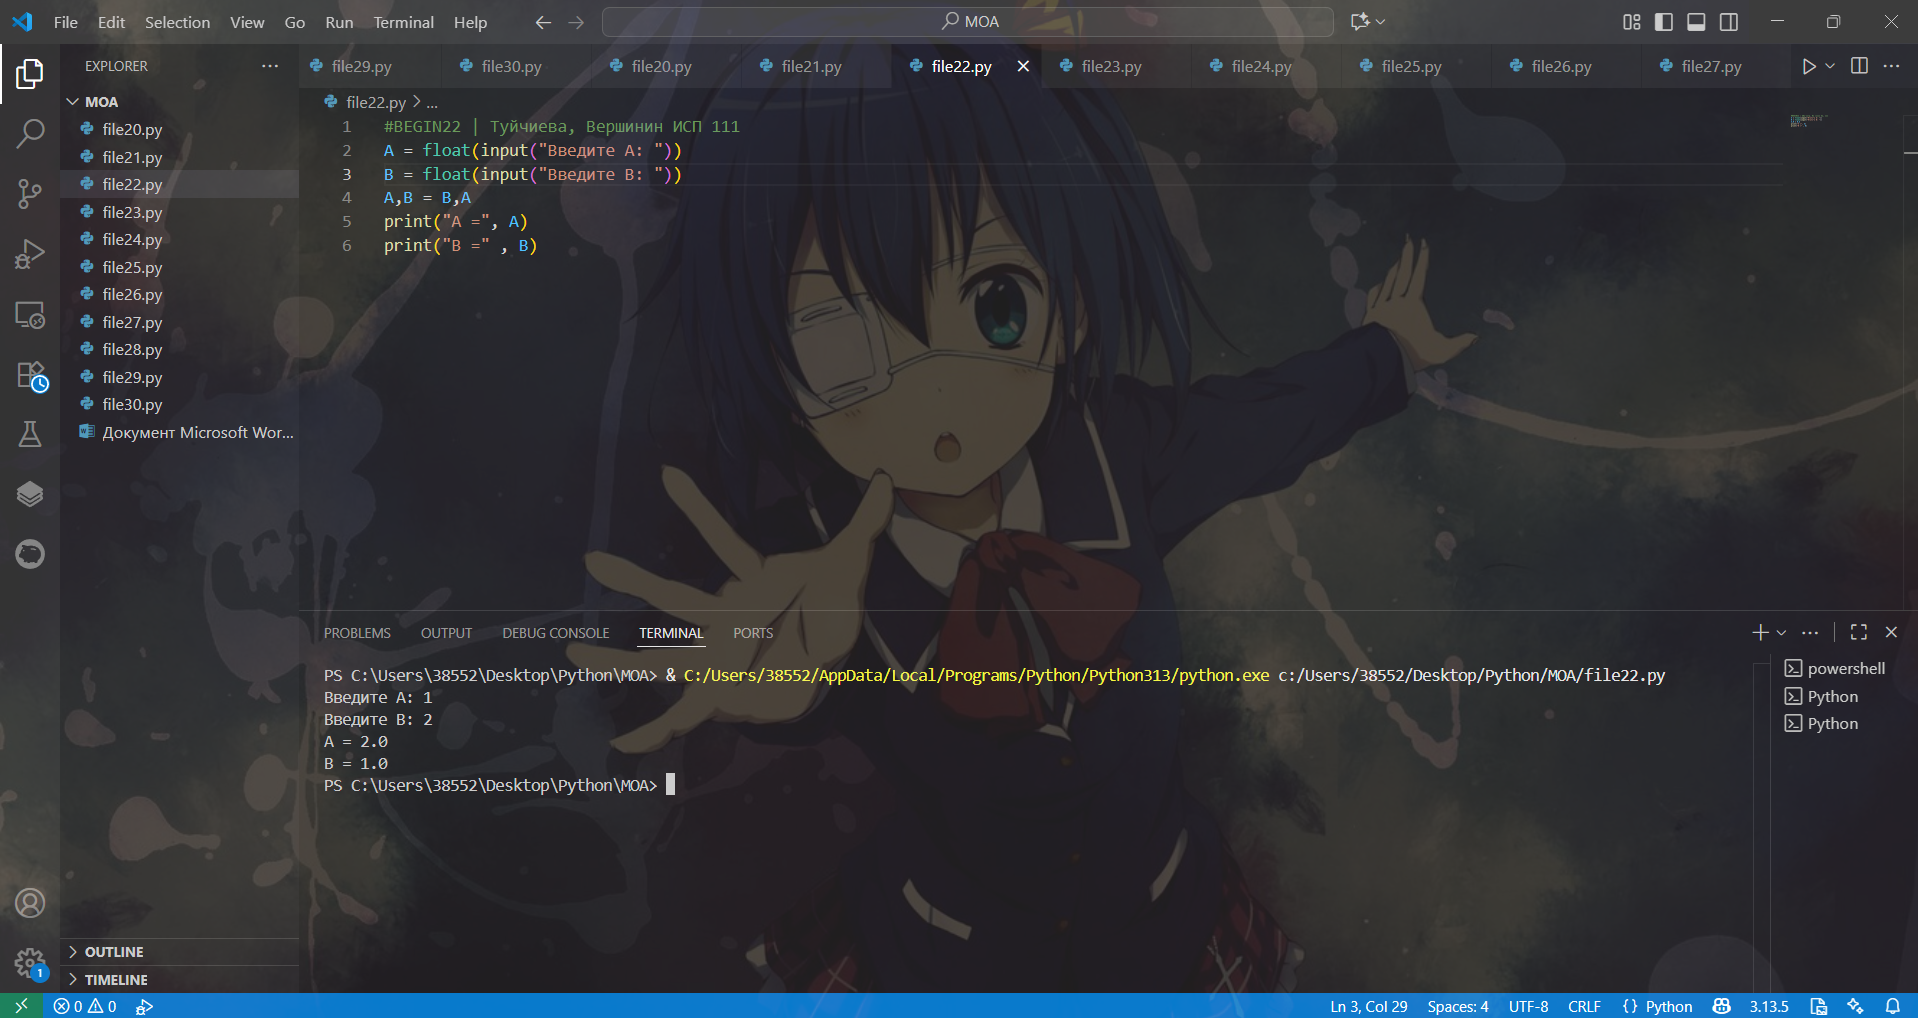 File Edit Selection View Go Run Terminal Help
MOA
EXPLORER
MOA
file20.py
file21.py
file22.py
file23.py
file24.py
file25.py
file26.py
file27.py
file28.py
file29.py
file30.py
Документ Microsoft Wor...
OUTLINE
TIMELINE
file29.py file30.py file20.py file21.py file22.py file23.py file24.py file25.py file26.py file27.py
file22.py > ...
1 #BEGIN22 | Туйчиева, Вершинин ИСП 111
2 A = float(input("Введите A: "))
3 B = float(input("Введите B: "))
4 A,B = B,A
5 print("A =", A)
6 print("B =" , B)
PROBLEMS OUTPUT DEBUG CONSOLE TERMINAL PORTS
PS C:\Users\38552\Desktop\Python\MOA> & C:/Users/38552/AppData/Local/Programs/Python/Python313/python.exe c:/Users/38552/Desktop/Python/MOA/file22.py
Введите A: 1
Введите B: 2
A = 2.0
B = 1.0
PS C:\Users\38552\Desktop\Python\MOA>
powershell
Python
Python
1
0 0 Ln 3, Col 29 Spaces: 4 UTF-8 CRLF {} Python 3.13.5